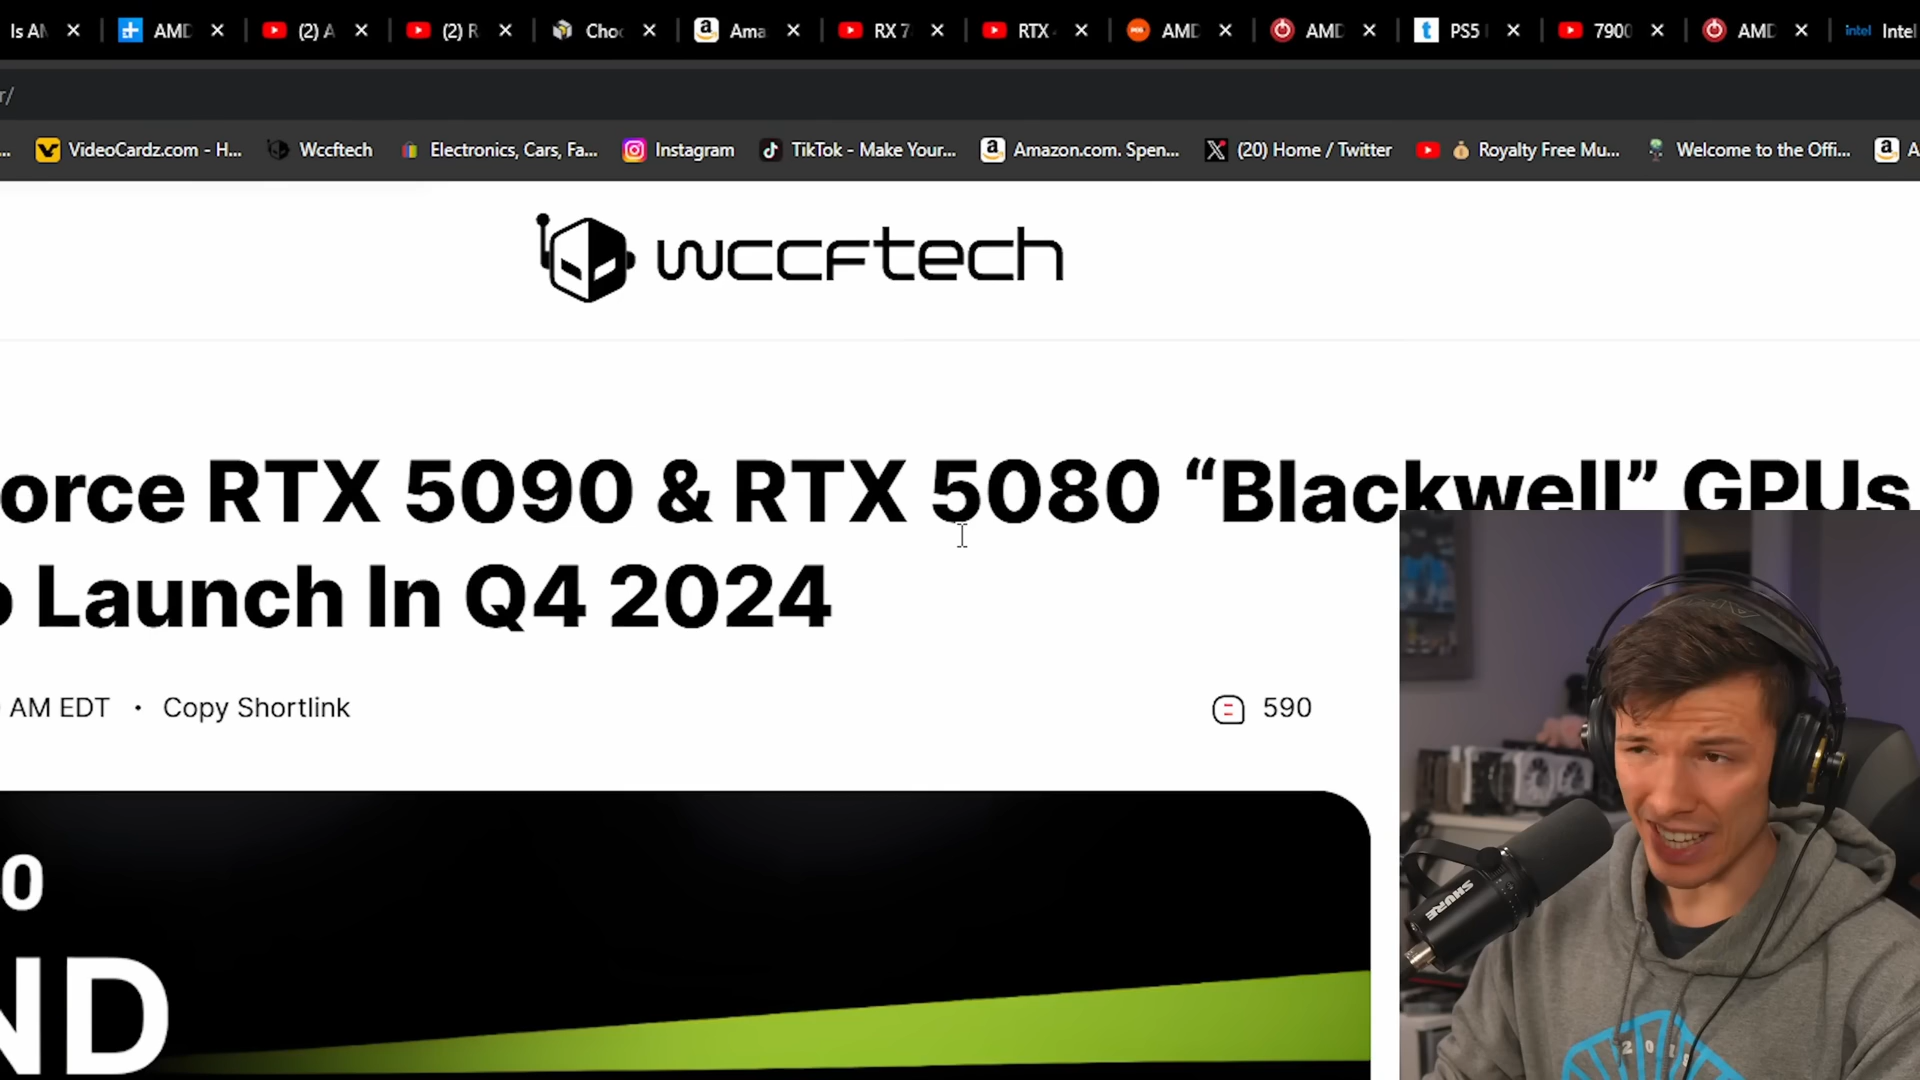 Is AM
AMD
(2) A
(2) R
Choo
Ama
RX 7
RTX
AMD
AMD
PS5
7900
AMD
intel Intel
r/
... VideoCardz.com - H... Wccftech Electronics, Cars, Fa... Instagram TikTok - Make Your... Amazon.com. Spen... (20) Home / Twitter Royalty Free Mu... Welcome to the Offi... A
wccftech
orce RTX 5090 & RTX 5080 “Blackwell” GPUs
o Launch In Q4 2024
AM EDT • Copy Shortlink
590
0
ND
SHURE
2018